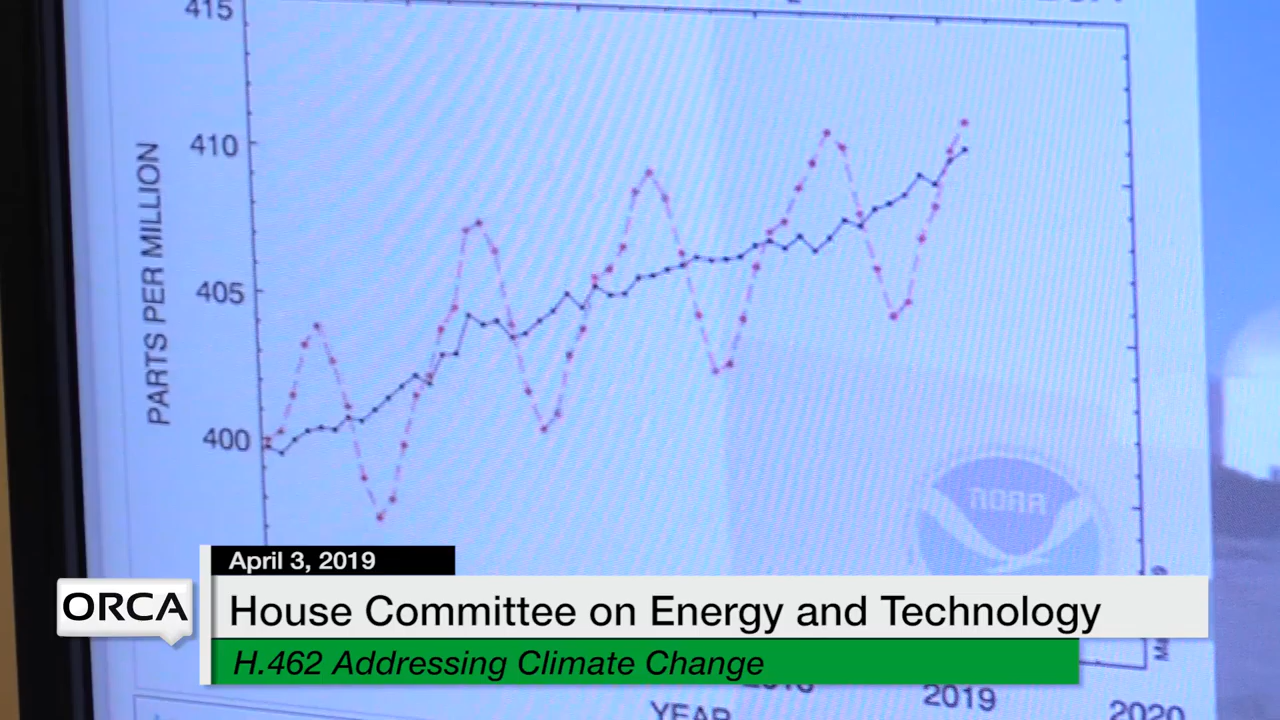 415
410
PARTS PER MILLION
405
400
NOAA
April 3, 2019
ORCA
House Committee on Energy and Technology
H.462 Addressing Climate Change
2019
YEAR
2020